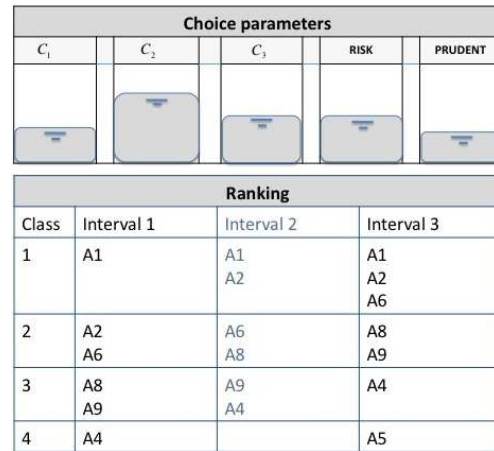 Choice parameters
C₁ C₂ C₃ RISK PRUDENT
Ranking
Class Interval 1 Interval 2 Interval 3
1 A1 A1 A1
A2 A2
A6
2 A2 A6 A8
A6 A8 A9
3 A8 A9 A4
A9 A4
4 A4 A5